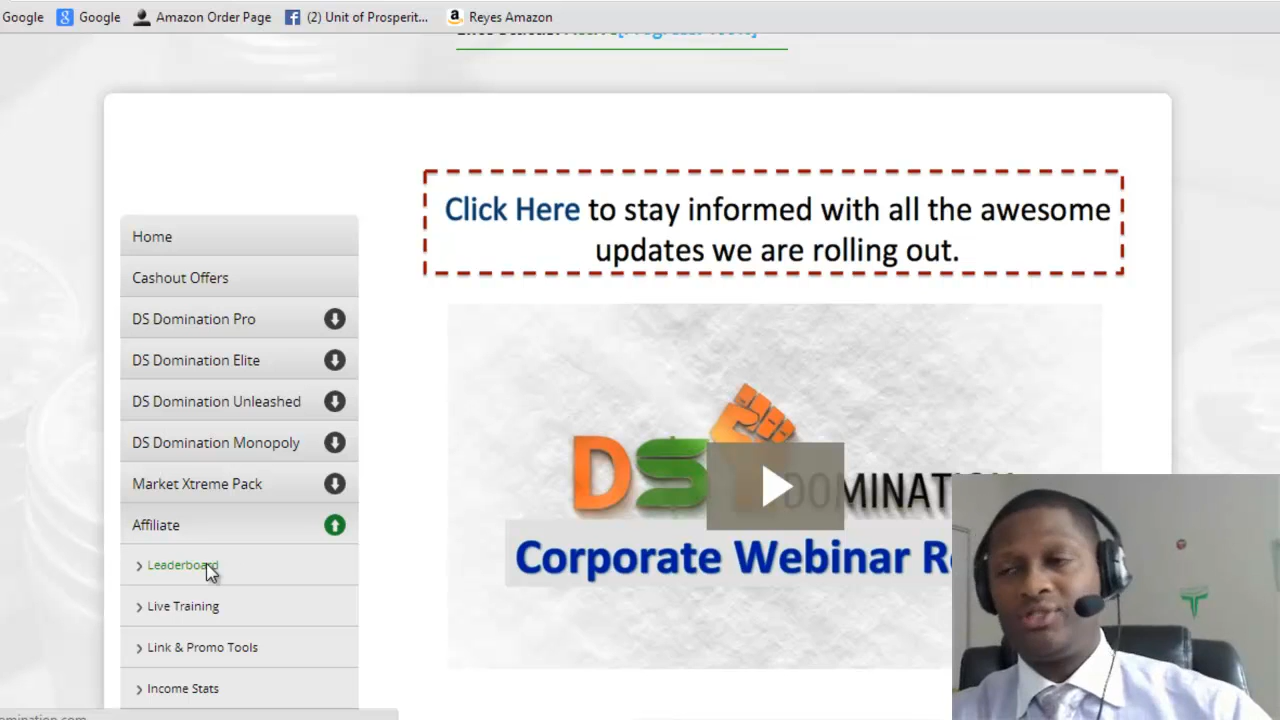 Google
Google
Amazon Order Page
(2) Unit of Prosperit...
Reyes Amazon
Click Here to stay informed with all the awesome
updates we are rolling out.
Home
Cashout Offers
DS Domination Pro
DS Domination Elite
DS Domination Unleashed
DS Domination Monopoly
Market Xtreme Pack
Affiliate
Leaderboard
Live Training
Link & Promo Tools
Income Stats
DS
Corporate Webinar